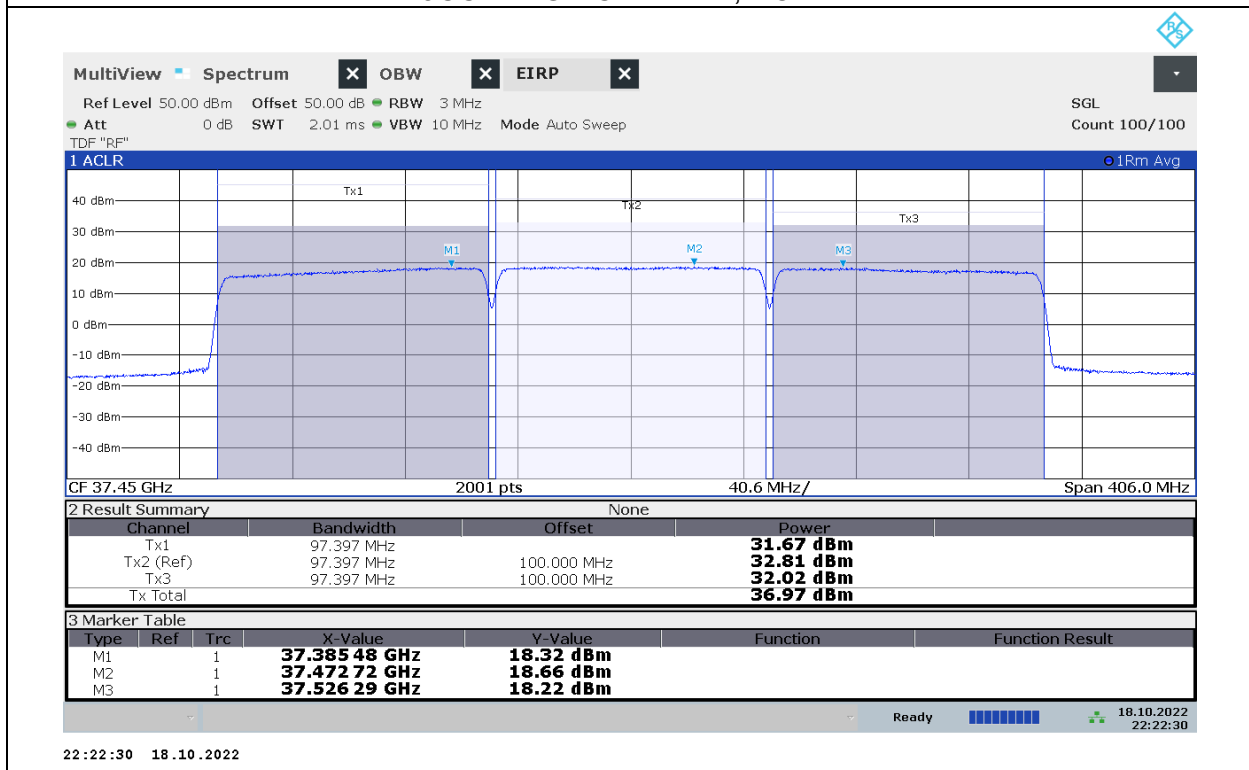 R&S
MultiView Spectrum X OBW X EIRP X
Ref Level 50.00 dBm Offset 50.00 dB RBW 3 MHz SGL
Att 0 dB SWT 2.01 ms VBW 10 MHz Mode Auto Sweep Count 100/100
TDF "RF"
1 ACLR 1Rm Avg
Tx1
40 dBm
Tx2
Tx3
30 dBm
M1 M2 M3
20 dBm
10 dBm
0 dBm
-10 dBm
-20 dBm
-30 dBm
-40 dBm
CF 37.45 GHz 2001 pts 40.6 MHz/ Span 406.0 MHz
2 Result Summary None
Channel Bandwidth Offset Power
Tx1 97.397 MHz 31.67 dBm
Tx2 (Ref) 97.397 MHz 100.000 MHz 32.81 dBm
Tx3 97.397 MHz 100.000 MHz 32.02 dBm
Tx Total 36.97 dBm
3 Marker Table
Type Ref Trc X-Value Y-Value Function Function Result
M1 1 37.385 48 GHz 18.32 dBm
M2 1 37.472 72 GHz 18.66 dBm
M3 1 37.526 29 GHz 18.22 dBm
Ready 18.10.2022
22:22:30
22:22:30 18.10.2022